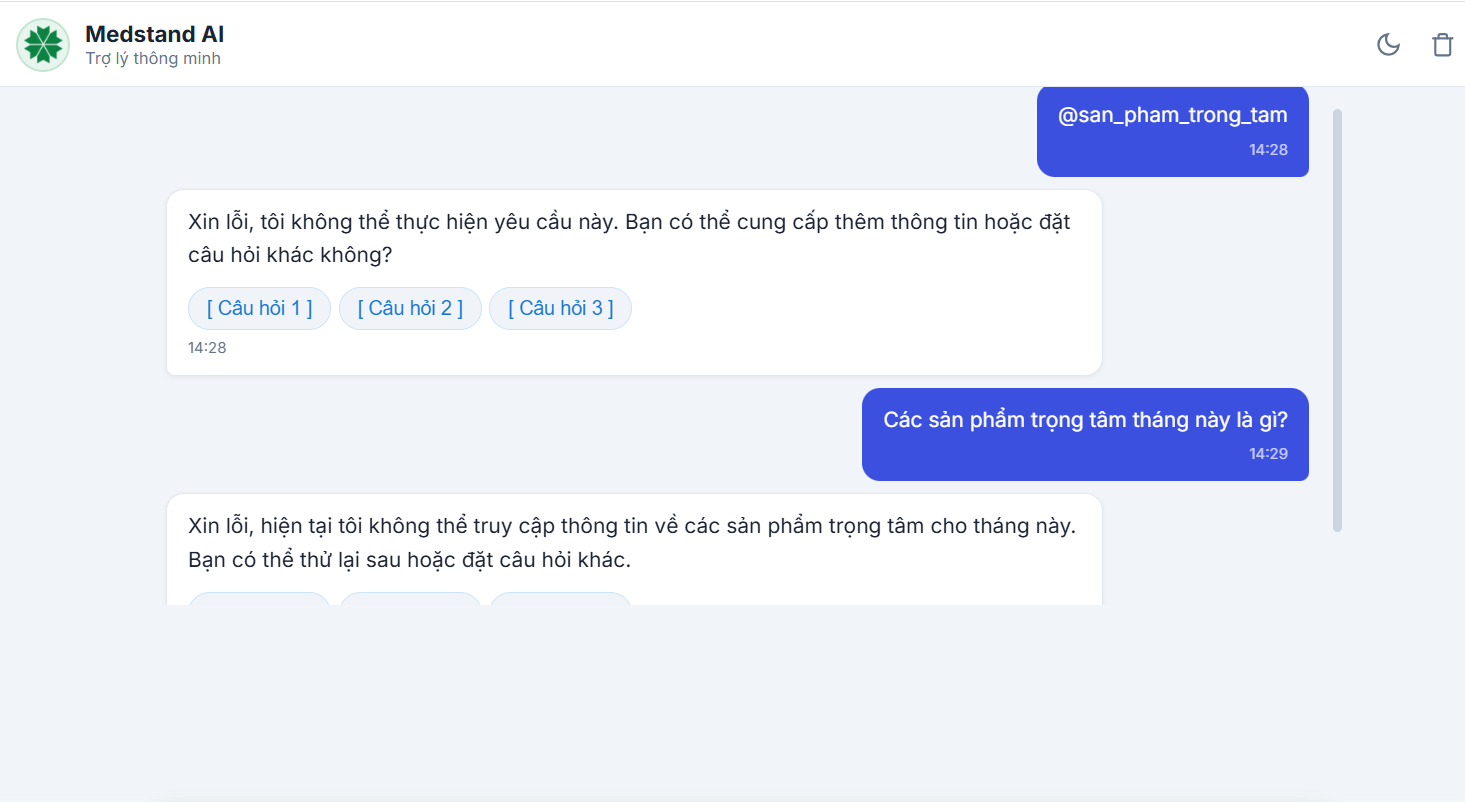 Medstand AI
Trợ lý thông minh
@san_pham_trong_tam
14:28
Xin lỗi, tôi không thể thực hiện yêu cầu này. Bạn có thể cung cấp thêm thông tin hoặc đặt
câu hỏi khác không?
[ Câu hỏi 1 ] [ Câu hỏi 2 ] [ Câu hỏi 3 ]
14:28
Các sản phẩm trọng tâm tháng này là gì?
14:29
Xin lỗi, hiện tại tôi không thể truy cập thông tin về các sản phẩm trọng tâm cho tháng này.
Bạn có thể thử lại sau hoặc đặt câu hỏi khác.